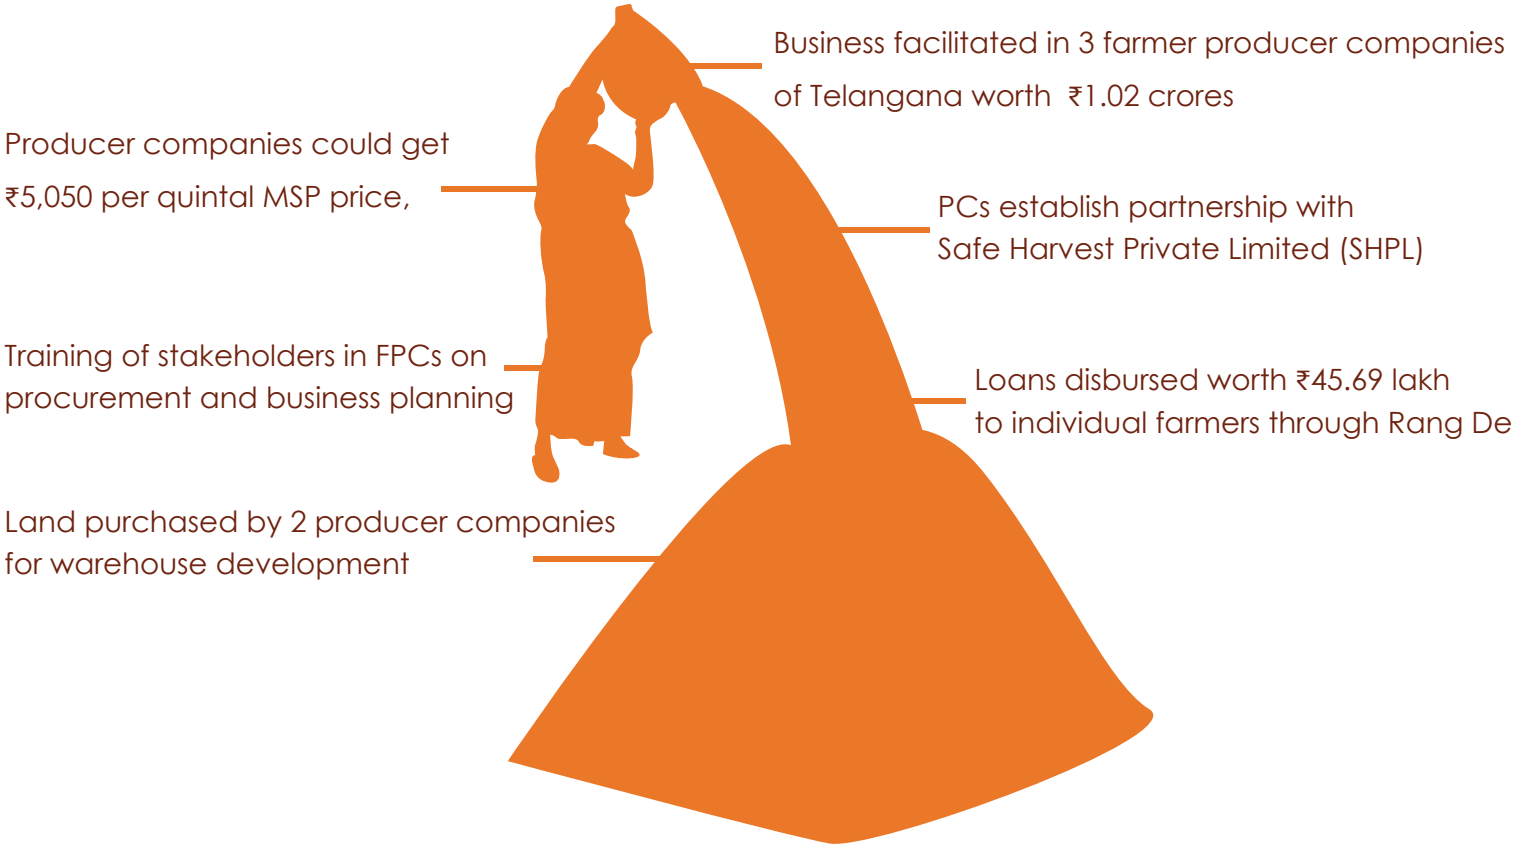 Business facilitated in 3 farmer producer companies
of Telangana worth ₹1.02 crores
Producer companies could get
₹5,050 per quintal MSP price,
PCs establish partnership with
Safe Harvest Private Limited (SHPL)
Training of stakeholders in FPCs on
procurement and business planning
Loans disbursed worth ₹45.69 lakh
to individual farmers through Rang De
Land purchased by 2 producer companies
for warehouse development